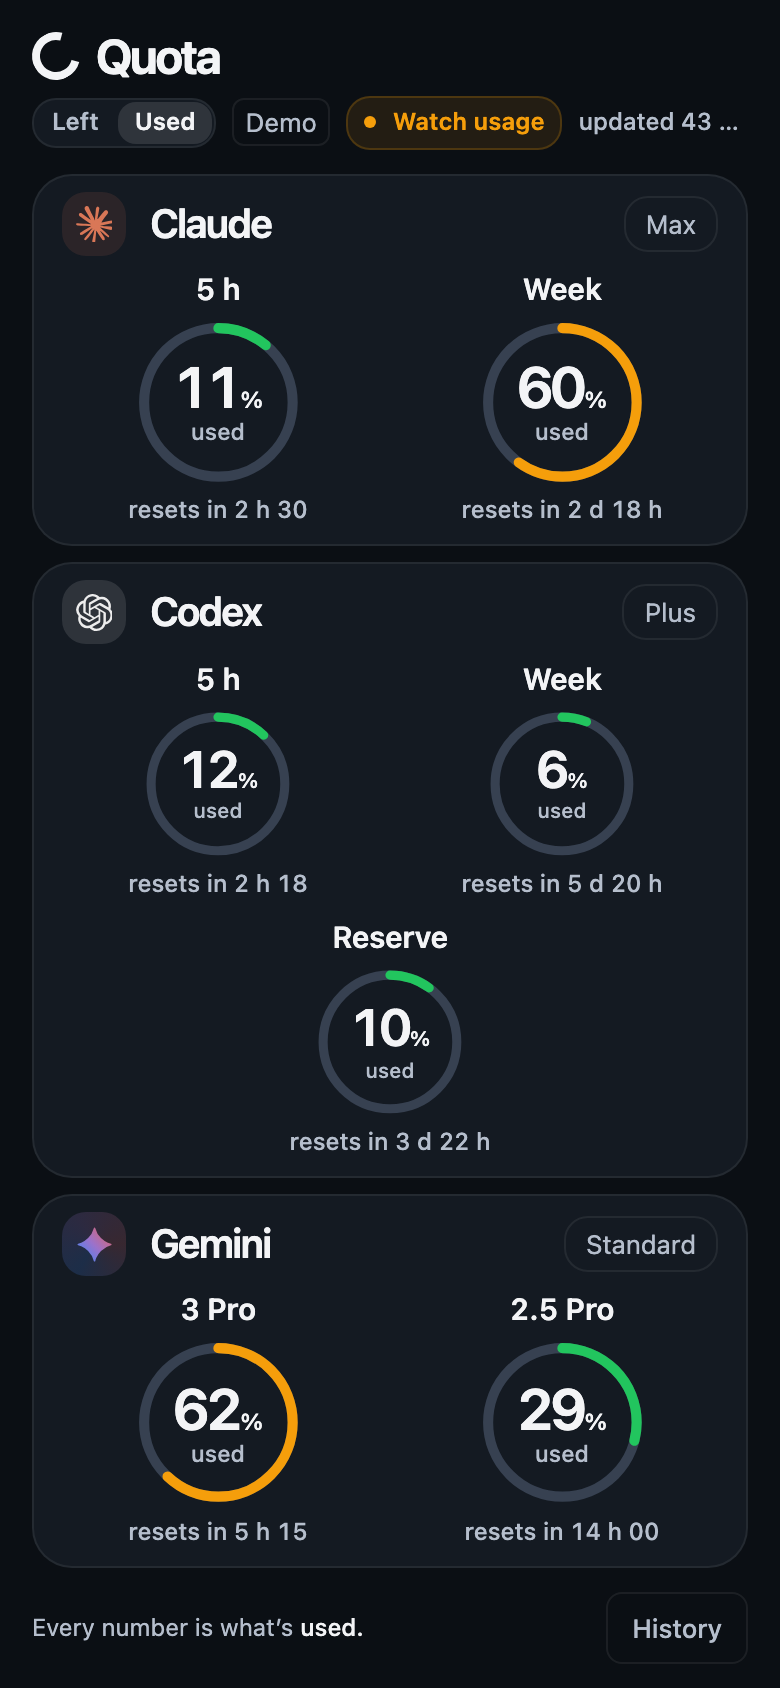 Quota
Left Used Demo Watch usage updated 43 ...
Claude Max
5 h Week
11% 60%
used used
resets in 2 h 30 resets in 2 d 18 h
Codex Plus
5 h Week
12% 6%
used used
resets in 2 h 18 resets in 5 d 20 h
Reserve
10%
used
resets in 3 d 22 h
Gemini Standard
3 Pro 2.5 Pro
62% 29%
used used
resets in 5 h 15 resets in 14 h 00
Every number is what’s used. History